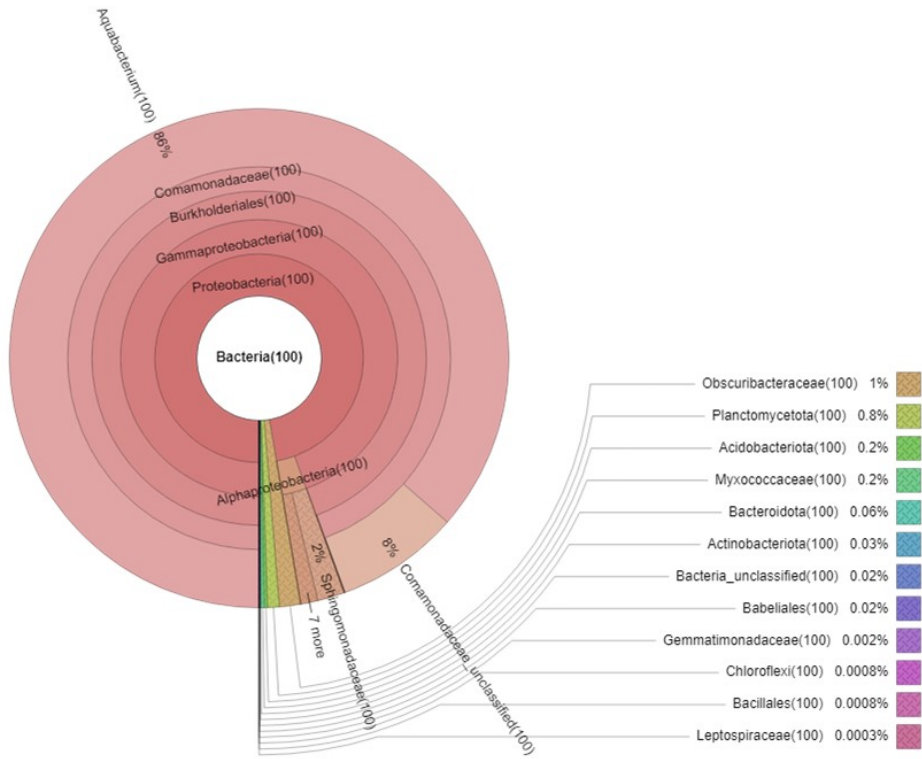 Aquabacterium(100) 86%
Comamonadaceae(100)
Burkholderiales(100)
Gammaproteobacteria(100)
Proteobacteria(100)
Bacteria(100)
Alphaproteobacteria(100)
2% Sphingomonadaceae(100)
7 more
8% Comamonadaceae_unclassified(100)
Obscuribacteraceae(100) 1%
Planctomycetota(100) 0.8%
Acidobacteriota(100) 0.2%
Myxococcaceae(100) 0.2%
Bacteroidota(100) 0.06%
Actinobacteriota(100) 0.03%
Bacteria_unclassified(100) 0.02%
Babeliales(100) 0.02%
Gemmatimonadaceae(100) 0.002%
Chloroflexi(100) 0.0008%
Bacillales(100) 0.0008%
Leptospiraceae(100) 0.0003%